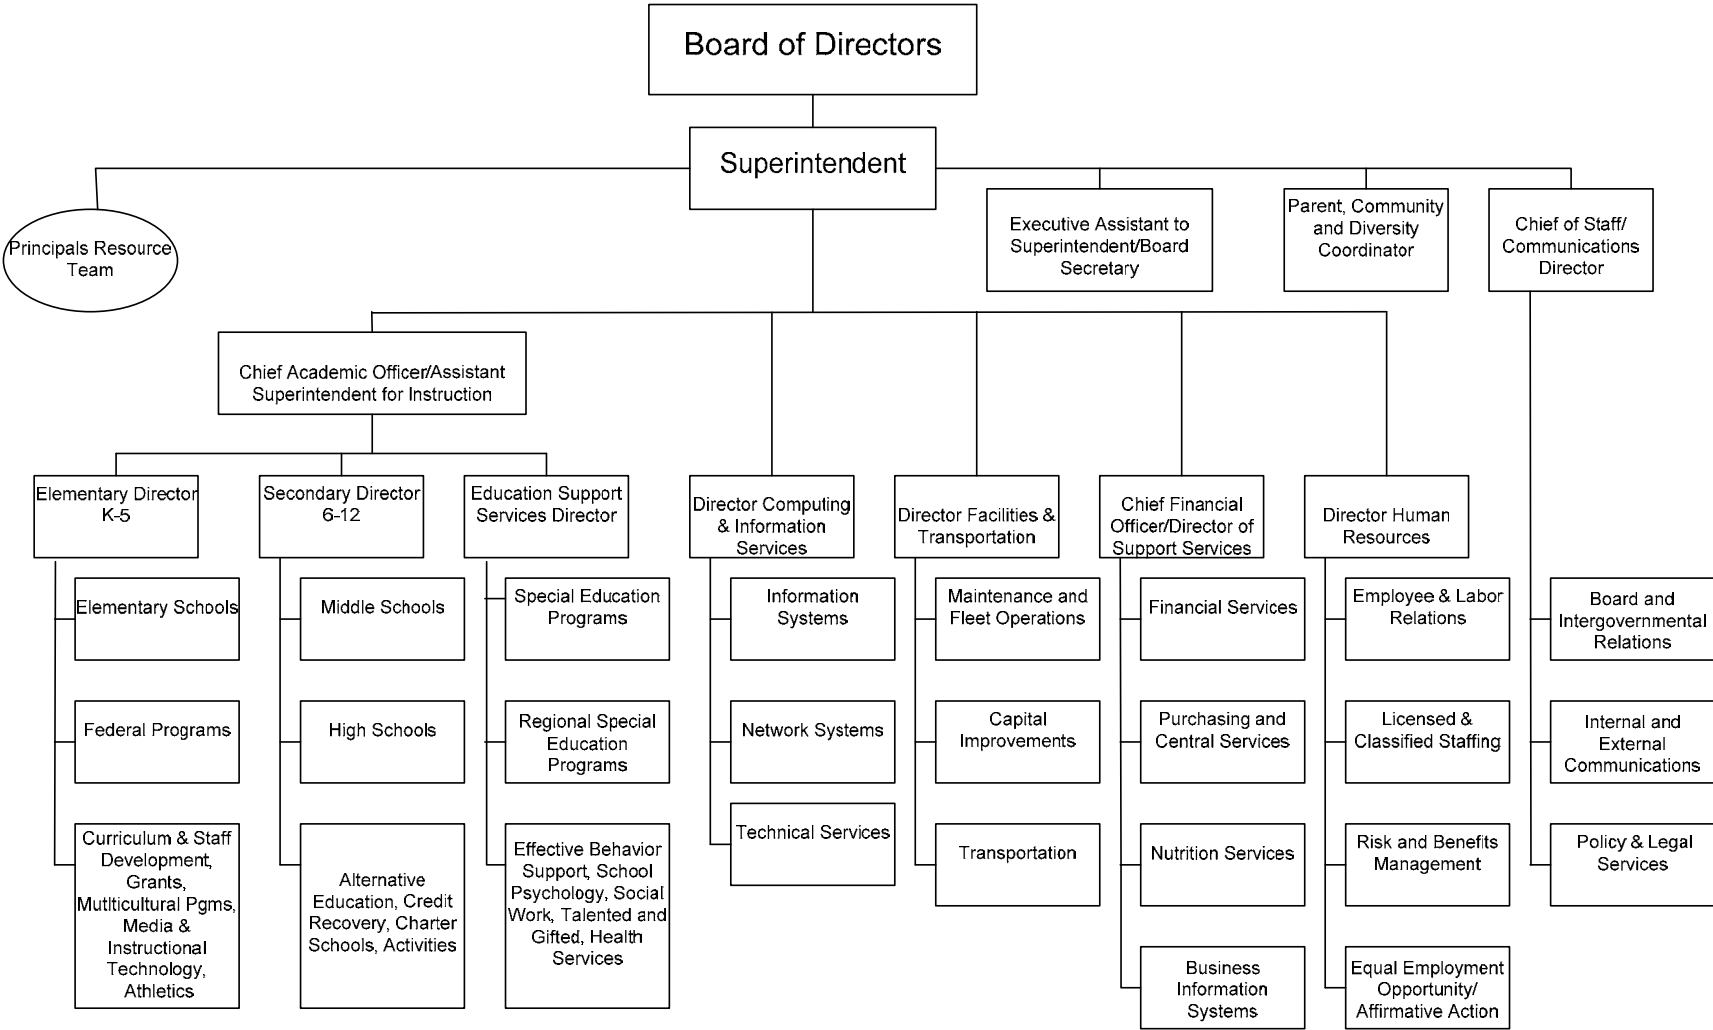 Board of Directors
Superintendent
Principals Resource
Team
Executive Assistant to
Superintendent/Board
Secretary
Parent, Community
and Diversity
Coordinator
Chief of Staff/
Communications
Director
Chief Academic Officer/Assistant
Superintendent for Instruction
Elementary Director
K-5
Secondary Director
6-12
Education Support
Services Director
Director Computing
& Information
Services
Director Facilities &
Transportation
Chief Financial
Officer/Director of
Support Services
Director Human
Resources
Elementary Schools
Middle Schools
Special Education
Programs
Information
Systems
Maintenance and
Fleet Operations
Financial Services
Employee & Labor
Relations
Board and
Intergovernmental
Relations
Federal Programs
High Schools
Regional Special
Education
Programs
Network Systems
Capital
Improvements
Purchasing and
Central Services
Licensed &
Classified Staffing
Internal and
External
Communications
Curriculum & Staff
Development,
Grants,
Mutlticultural Pgms,
Media &
Instructional
Technology,
Athletics
Alternative
Education, Credit
Recovery, Charter
Schools, Activities
Effective Behavior
Support, School
Psychology, Social
Work, Talented and
Gifted, Health
Services
Technical Services
Transportation
Nutrition Services
Risk and Benefits
Management
Policy & Legal
Services
Business
Information
Systems
Equal Employment
Opportunity/
Affirmative Action